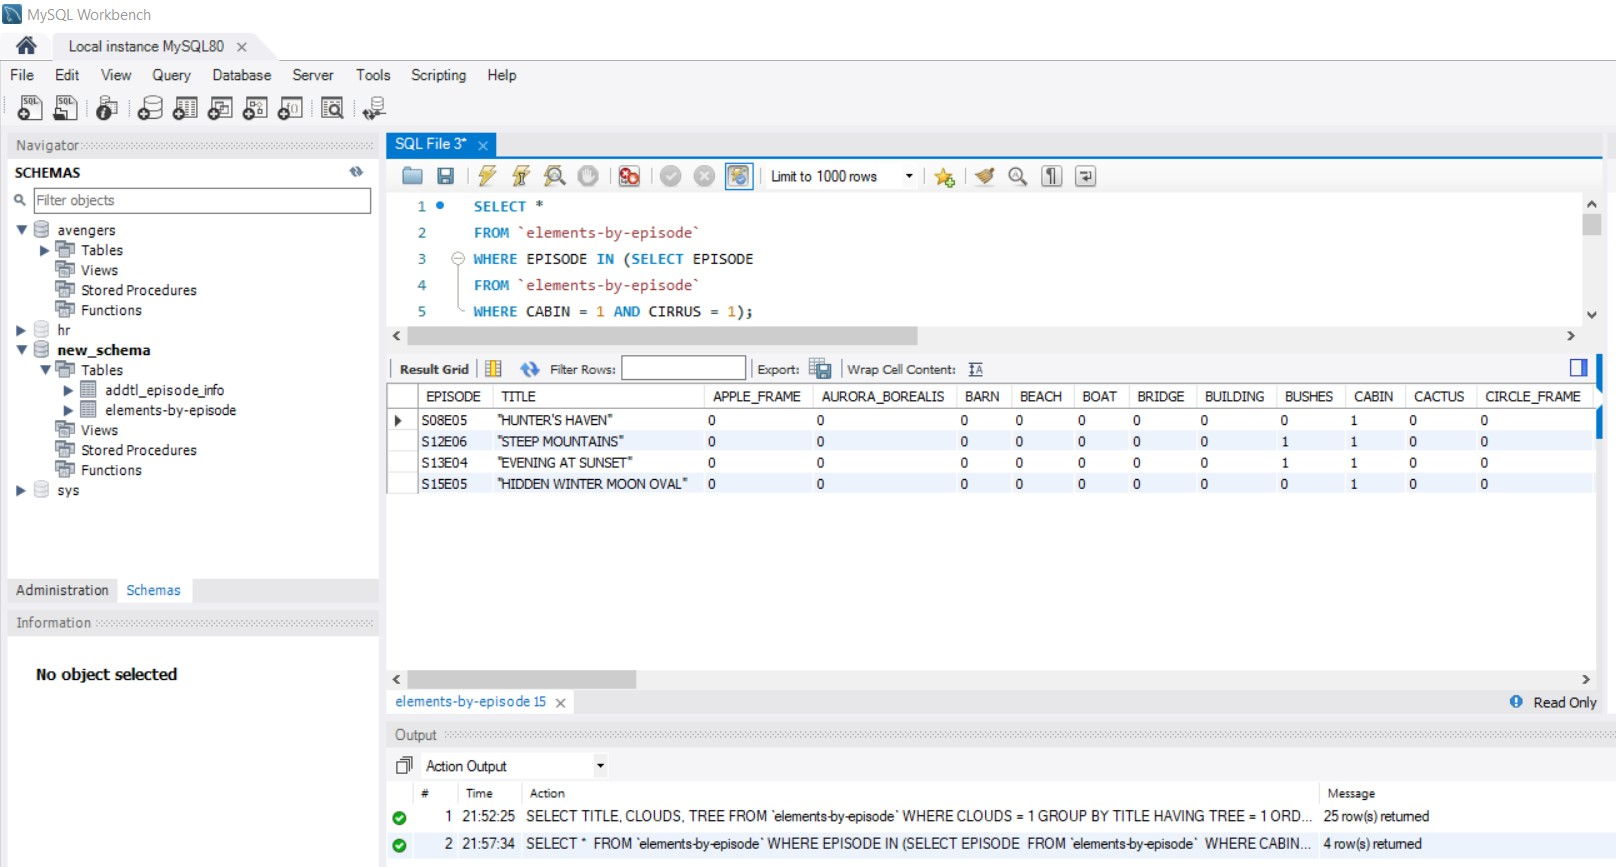 MySQL Workbench
Local instance MySQL80
File Edit View Query Database Server Tools Scripting Help
Navigator
SCHEMAS
Filter objects
avengers
Tables
Views
Stored Procedures
Functions
hr
new_schema
Tables
addtl_episode_info
elements-by-episode
Views
Stored Procedures
Functions
sys
Administration Schemas
Information
No object selected
SQL File 3*
Limit to 1000 rows
1 SELECT *
2 FROM `elements-by-episode`
3 WHERE EPISODE IN (SELECT EPISODE
4 FROM `elements-by-episode`
5 WHERE CABIN = 1 AND CIRRUS = 1);
Result Grid Filter Rows: Export: Wrap Cell Content:
EPISODE TITLE APPLE_FRAME AURORA_BOREALIS BARN BEACH BOAT BRIDGE BUILDING BUSHES CABIN CACTUS CIRCLE_FRAME
S08E05 "HUNTER'S HAVEN" 0 0 0 0 0 0 0 0 1 0 0
S12E06 "STEEP MOUNTAINS" 0 0 0 0 0 0 0 1 1 0 0
S13E04 "EVENING AT SUNSET" 0 0 0 0 0 0 0 1 1 0 0
S15E05 "HIDDEN WINTER MOON OVAL" 0 0 0 0 0 0 0 0 1 0 0
elements-by-episode 15
Read Only
Output
Action Output
# Time Action Message
1 21:52:25 SELECT TITLE, CLOUDS, TREE FROM `elements-by-episode` WHERE CLOUDS = 1 GROUP BY TITLE HAVING TREE = 1 ORD... 25 row(s) returned
2 21:57:34 SELECT * FROM `elements-by-episode` WHERE EPISODE IN (SELECT EPISODE FROM `elements-by-episode` WHERE CABIN... 4 row(s) returned